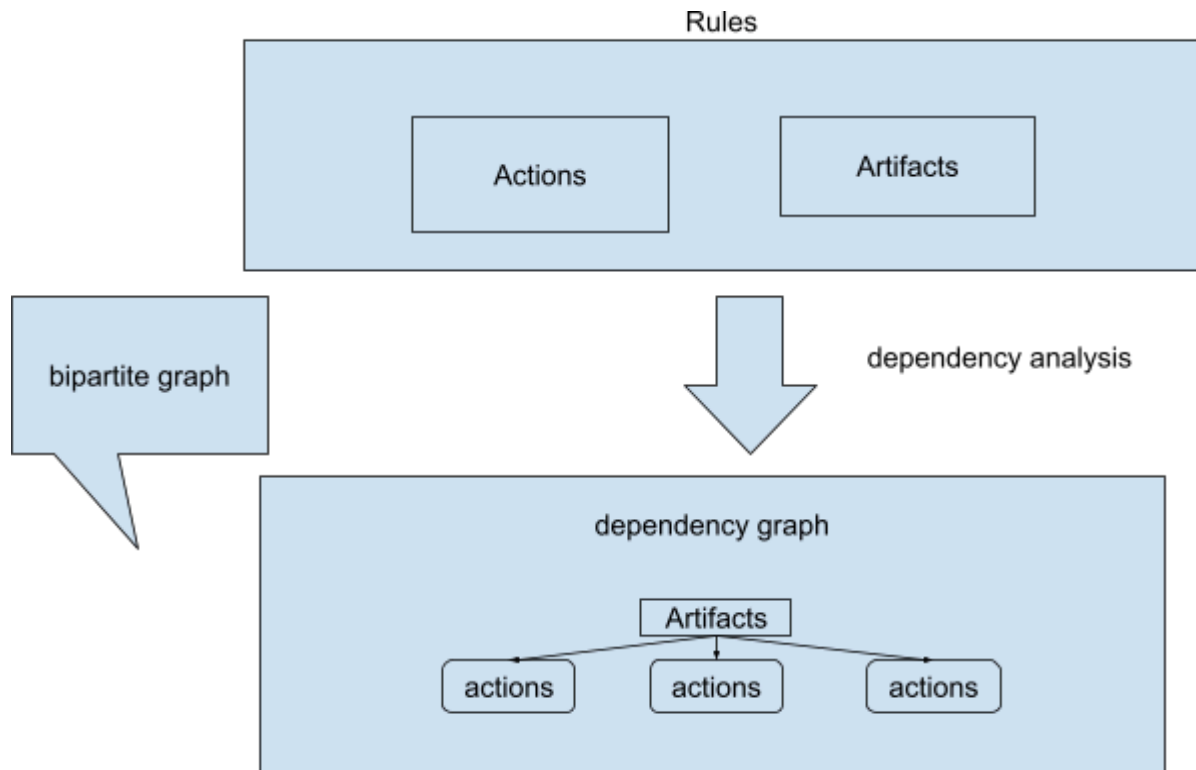 Rules
Actions
Artifacts
bipartite graph
dependency analysis
dependency graph
Artifacts
actions
actions
actions